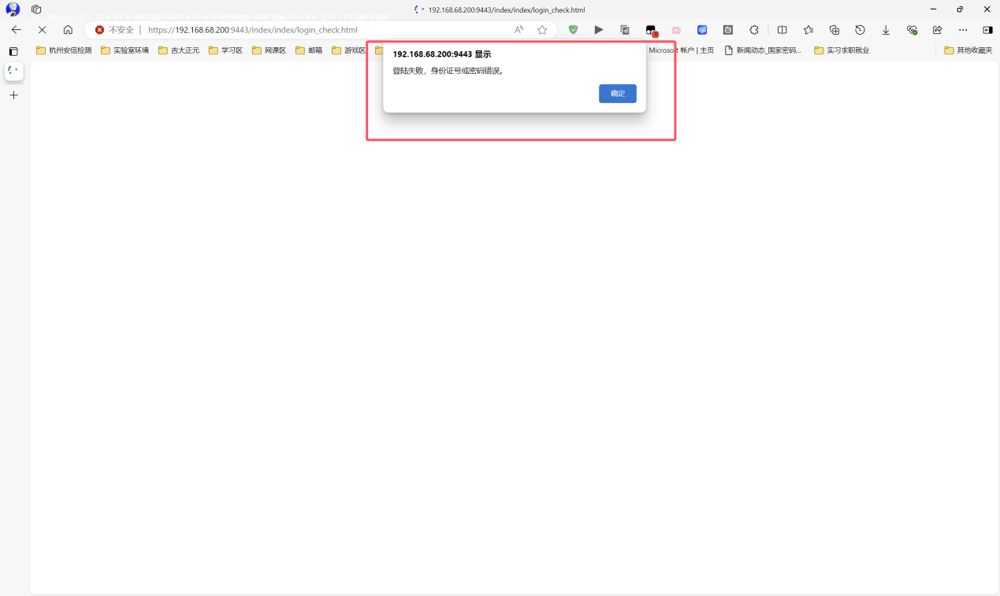 192.168.68.200:9443/index/index/login_check.html
不安全 | https://192.168.68.200:9443/index/index/login_check.html
杭州安信检测 实验室环境 吉大正元 学习区 网课区 邮箱 游戏区 Microsoft 帐户 | 主页 新闻动态_国家密码... 实习求职就业 其他收藏夹
192.168.68.200:9443 显示
登陆失败，身份证号或密码错误。
确定